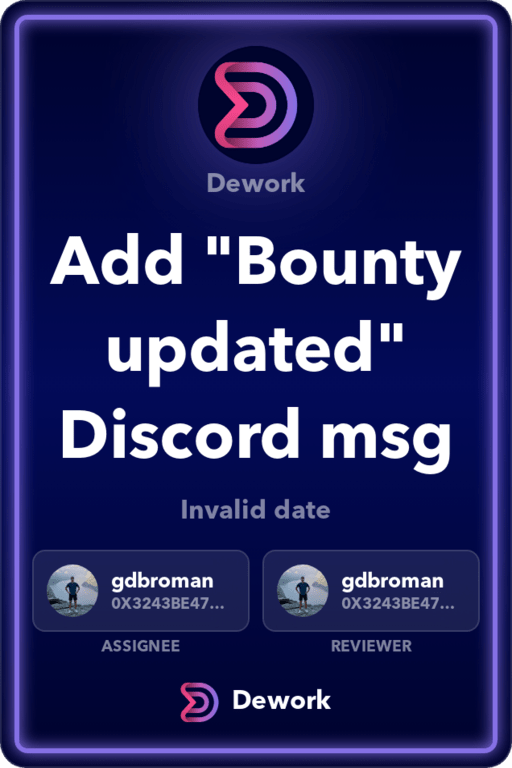 Dework
Add "Bounty
updated"
Discord msg
Invalid date
gdbroman
0X3243BE47...
gdbroman
0X3243BE47...
ASSIGNEE
REVIEWER
Dework